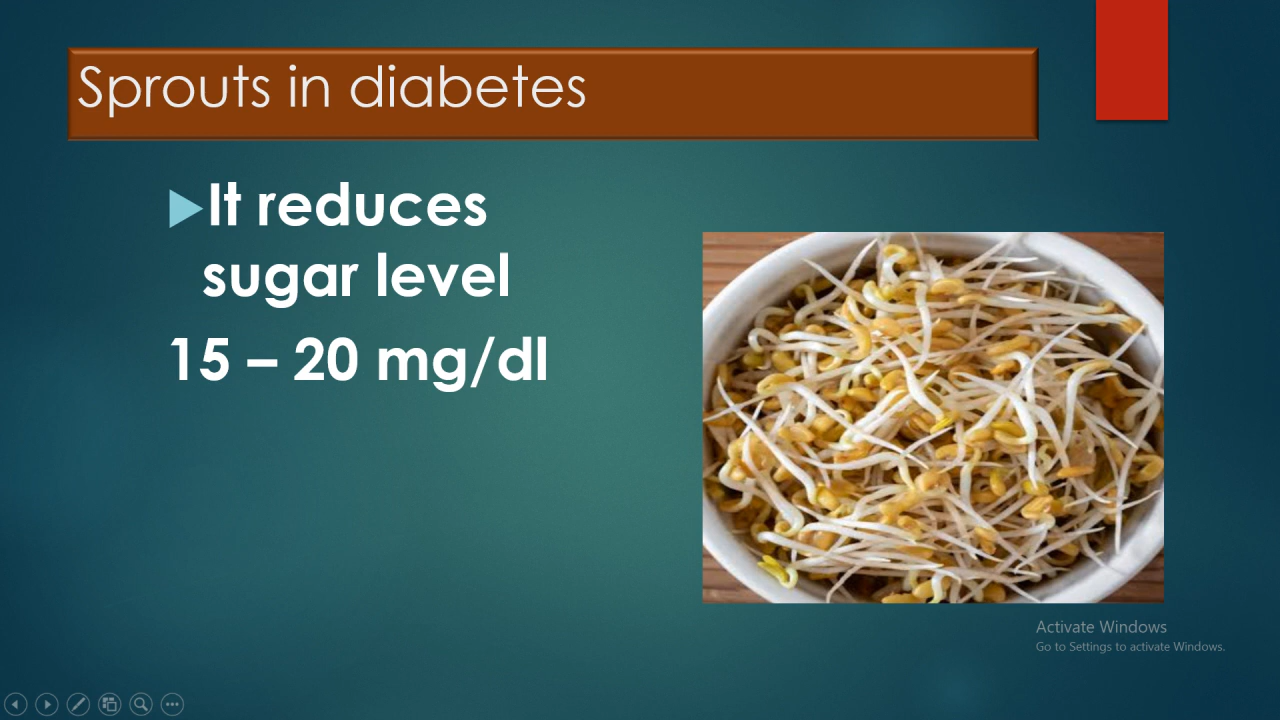 Sprouts in diabetes
It reduces
sugar level
15 – 20 mg/dl
Activate Windows
Go to Settings to activate Windows.